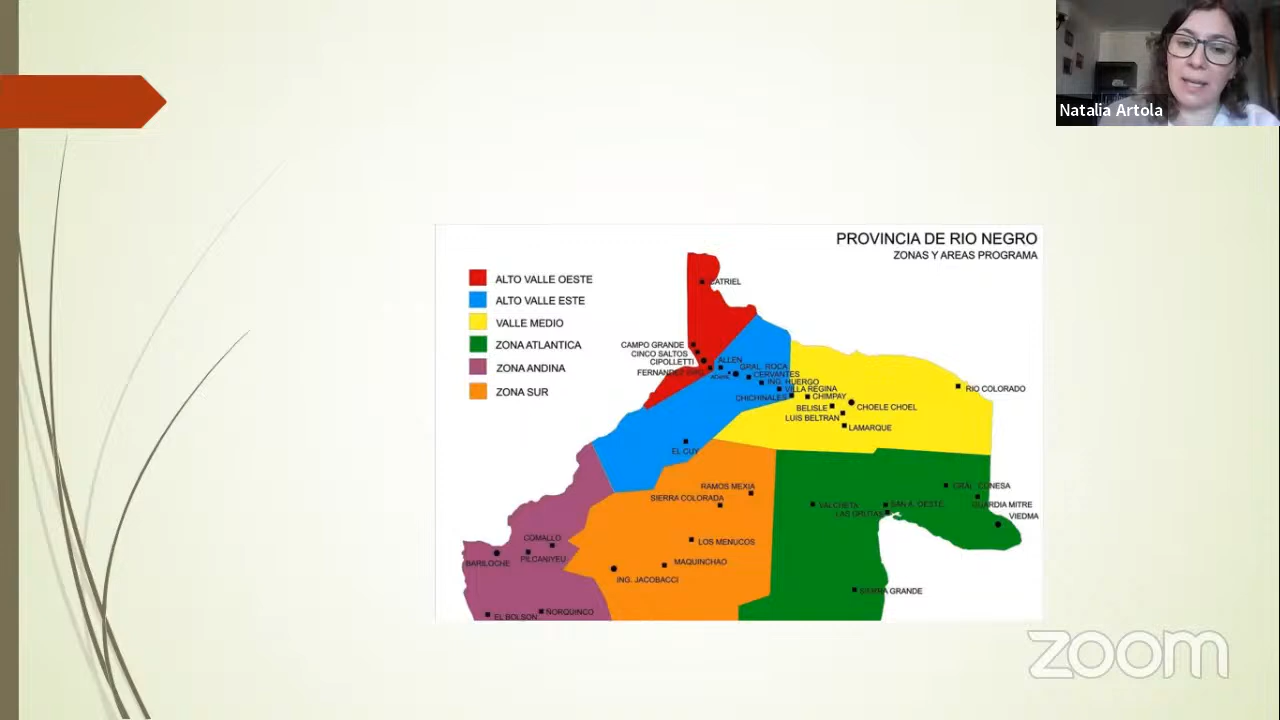 Natalia Artola
PROVINCIA DE RIO NEGRO
ZONAS Y AREAS PROGRAMA
ALTO VALLE OESTE
ALTO VALLE ESTE
VALLE MEDIO
ZONA ATLANTICA
ZONA ANDINA
ZONA SUR
CATRIEL
CAMPO GRANDE
CINCO SALTOS
CIPOLLETTI
ALLEN
FERNANDEZ
GRAL. ROCA
CERVANTES
ING. HUERGO
VILLA REGINA
CHICHINALES
CHIMPAY
BELISLE
CHOELE CHOEL
LUIS BELTRAN
LAMARQUE
RIO COLORADO
EL CUY
RAMOS MEXIA
SIERRA COLORADA
GRAL. CONESA
VALCHETA
SAN A. OESTE
GUARDIA MITRE
LAS GRUTAS
VIEDMA
LOS MENUCOS
COMALLO
PILCANIYEU
BARILOCHE
MAQUINCHAO
ING. JACOBACCI
SIERRA GRANDE
ÑORQUINCO
EL BOLSON
zoom